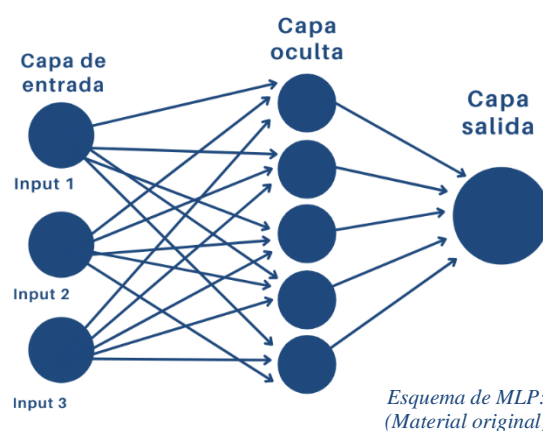 Capa de
entrada
Capa
oculta
Capa
salida
Input 1
Input 2
Input 3
Esquema de MLP:
(Material original)